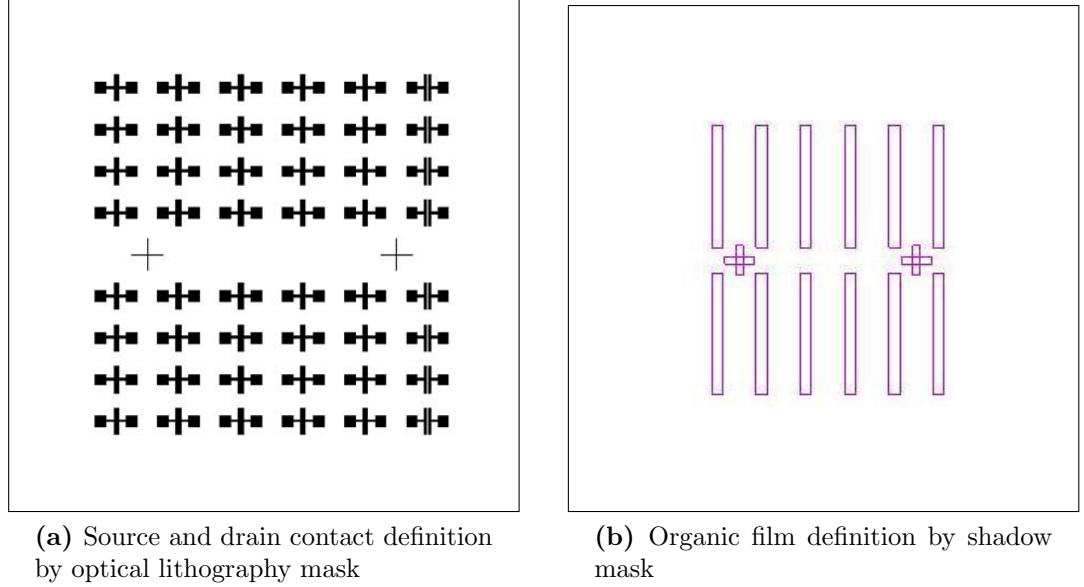 (a) Source and drain contact definition
by optical lithography mask
(b) Organic film definition by shadow
mask